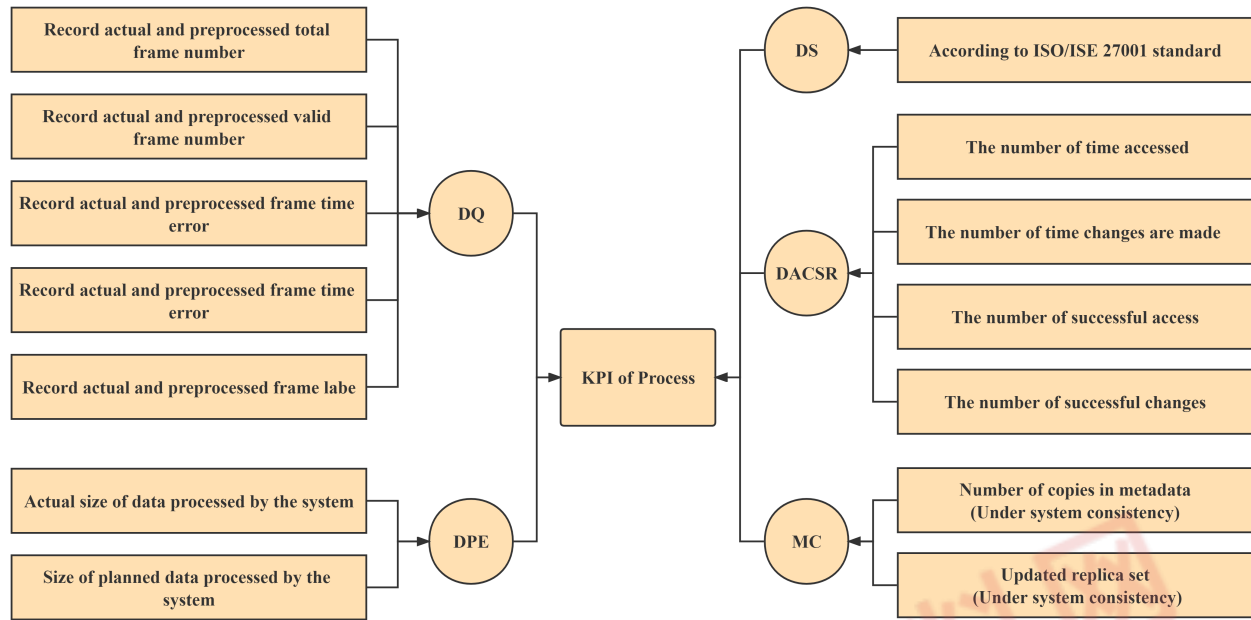 Record actual and preprocessed total
frame number
Record actual and preprocessed valid
frame number
Record actual and preprocessed frame time
error
Record actual and preprocessed frame time
error
Record actual and preprocessed frame labe
Actual size of data processed by the system
Size of planned data processed by the
system
DQ
DPE
KPI of Process
DS
DACSR
MC
According to ISO/ISE 27001 standard
The number of time accessed
The number of time changes are made
The number of successful access
The number of successful changes
Number of copies in metadata
(Under system consistency)
Updated replica set
(Under system consistency)